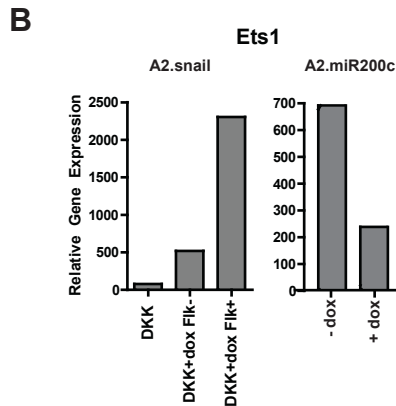 B
Ets1
A2.snail
A2.miR200c
Relative Gene Expression
2500
2000
1500
1000
500
0
DKK
DKK+dox Flk-
DKK+dox Flk+
700
600
500
400
300
200
100
0
- dox
+ dox